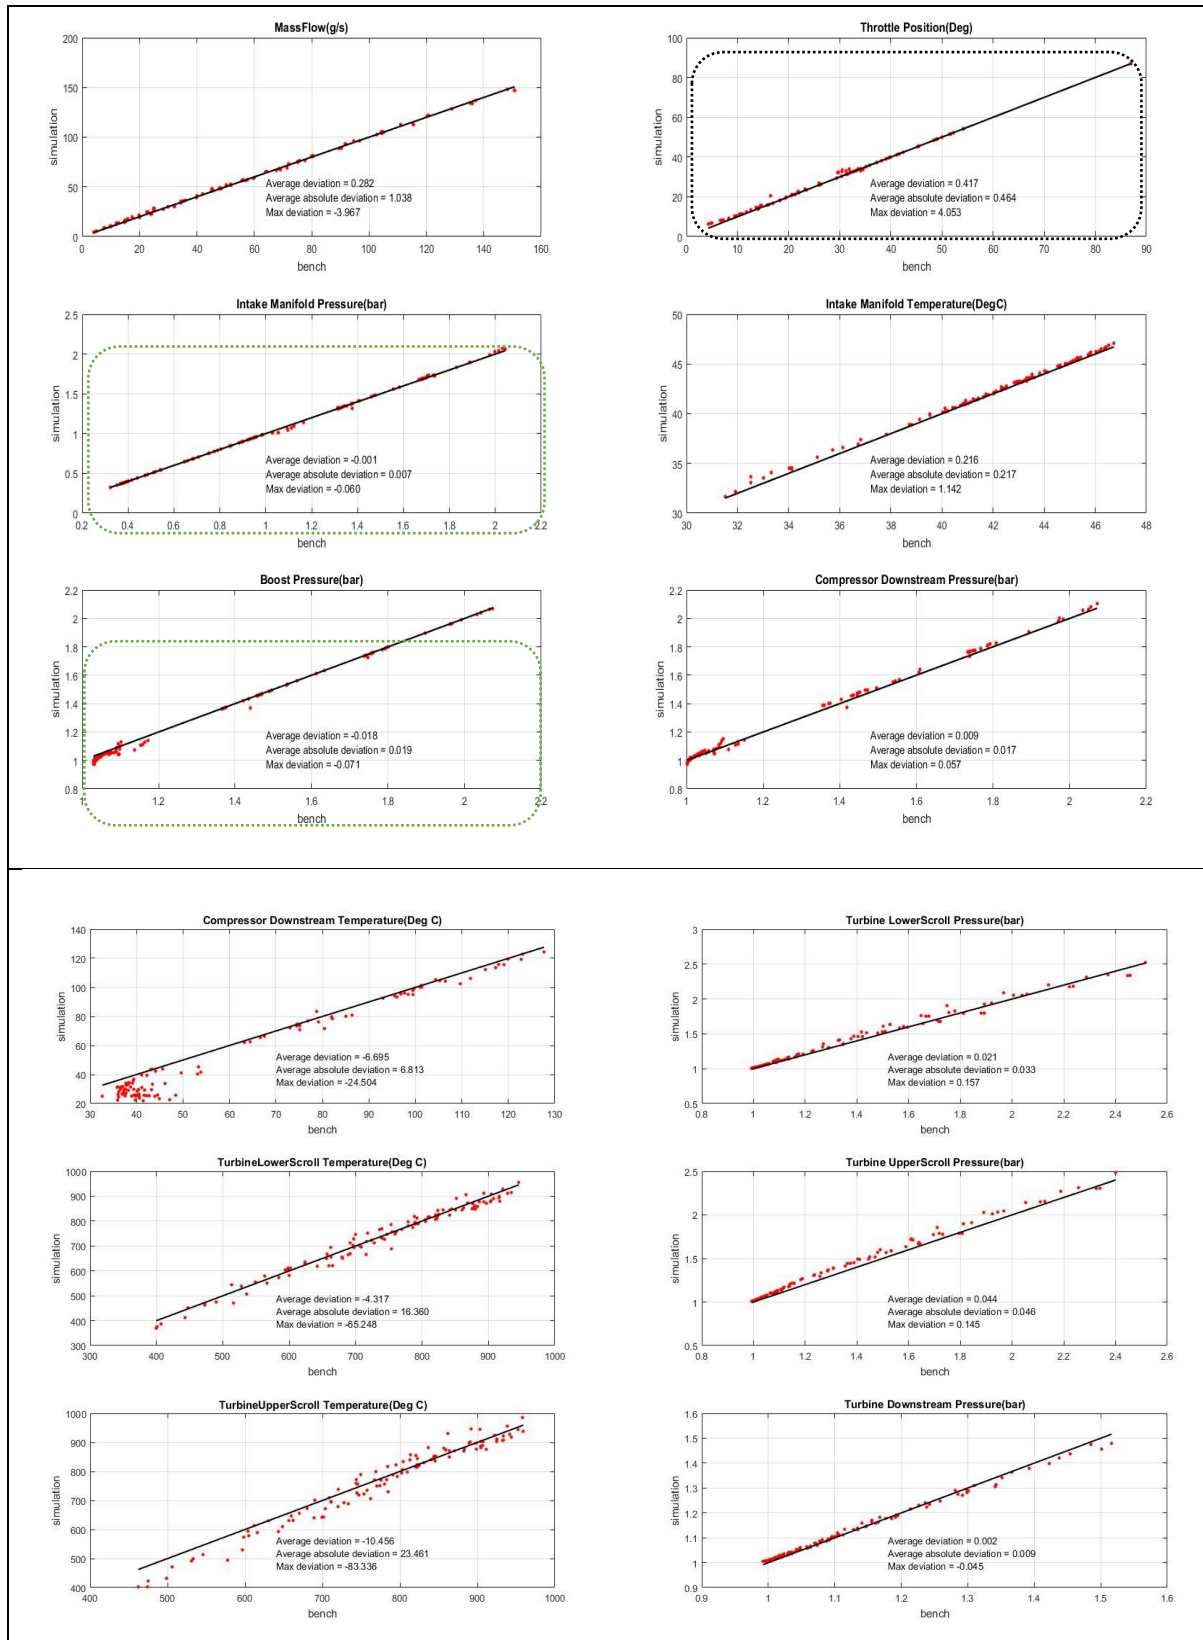 MassFlow(g/s)
200
150
100
50
0
simulation
Average deviation = 0.282
Average absolute deviation = 1.038
Max deviation = -3.967
0 20 40 60 80 100 120 140 160
bench
Throttle Position(Deg)
100
80
60
40
20
0
simulation
Average deviation = 0.417
Average absolute deviation = 0.464
Max deviation = 4.053
0 10 20 30 40 50 60 70 80 90
bench
Intake Manifold Pressure(bar)
2.5
2
1.5
1
0.5
0
simulation
Average deviation = -0.001
Average absolute deviation = 0.007
Max deviation = -0.060
0.2 0.4 0.6 0.8 1 1.2 1.4 1.6 1.8 2 2.2
bench
Intake Manifold Temperature(DegC)
50
45
40
35
30
simulation
Average deviation = 0.216
Average absolute deviation = 0.217
Max deviation = 1.142
30 32 34 36 38 40 42 44 46 48
bench
Boost Pressure(bar)
2.2
2
1.8
1.6
1.4
1.2
1
0.8
simulation
Average deviation = -0.018
Average absolute deviation = 0.019
Max deviation = -0.071
1 1.2 1.4 1.6 1.8 2 2.2
bench
Compressor Downstream Pressure(bar)
2.2
2
1.8
1.6
1.4
1.2
1
0.8
simulation
Average deviation = 0.009
Average absolute deviation = 0.017
Max deviation = 0.057
1 1.2 1.4 1.6 1.8 2 2.2
bench
Compressor Downstream Temperature(Deg C)
140
120
100
80
60
40
20
simulation
Average deviation = -6.695
Average absolute deviation = 6.813
Max deviation = -24.504
30 40 50 60 70 80 90 100 110 120 130
bench
Turbine LowerScroll Pressure(bar)
3
2.5
2
1.5
1
0.5
simulation
Average deviation = 0.021
Average absolute deviation = 0.033
Max deviation = 0.157
0.8 1 1.2 1.4 1.6 1.8 2 2.2 2.4 2.6
bench
TurbineLowerScroll Temperature(Deg C)
1000
900
800
700
600
500
400
300
simulation
Average deviation = -4.317
Average absolute deviation = 16.360
Max deviation = -65.248
300 400 500 600 700 800 900 1000
bench
Turbine UpperScroll Pressure(bar)
2.5
2
1.5
1
0.5
simulation
Average deviation = 0.044
Average absolute deviation = 0.046
Max deviation = 0.145
0.8 1 1.2 1.4 1.6 1.8 2 2.2 2.4 2.6
bench
TurbineUpperScroll Temperature(Deg C)
1000
900
800
700
600
500
400
simulation
Average deviation = -10.456
Average absolute deviation = 23.461
Max deviation = -83.336
400 500 600 700 800 900 1000
bench
Turbine Downstream Pressure(bar)
1.6
1.5
1.4
1.3
1.2
1.1
1
0.9
simulation
Average deviation = 0.002
Average absolute deviation = 0.009
Max deviation = -0.045
0.9 1 1.1 1.2 1.3 1.4 1.5 1.6
bench